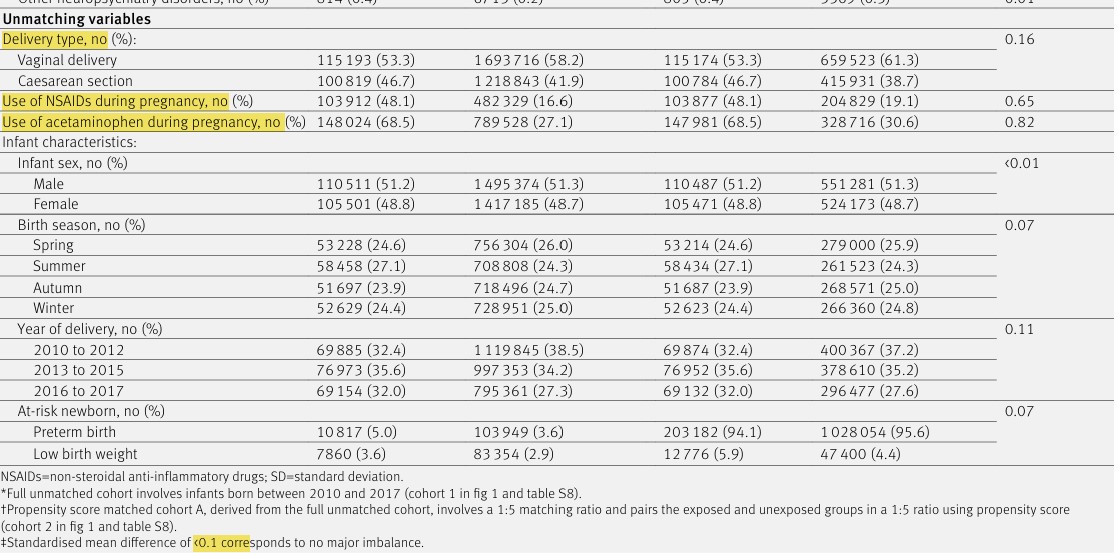 Other neuropsychiatry disorders, no (%)
Unmatching variables
Delivery type, no (%): 0.16
Vaginal delivery 115 193 (53.3) 1 693 716 (58.2) 115 174 (53.3) 659 523 (61.3)
Caesarean section 100 819 (46.7) 1 218 843 (41.9) 100 784 (46.7) 415 931 (38.7)
Use of NSAIDs during pregnancy, no (%) 103 912 (48.1) 482 329 (16.6) 103 877 (48.1) 204 829 (19.1) 0.65
Use of acetaminophen during pregnancy, no (%) 148 024 (68.5) 789 528 (27.1) 147 981 (68.5) 328 716 (30.6) 0.82
Infant characteristics:
Infant sex, no (%) <0.01
Male 110 511 (51.2) 1 495 374 (51.3) 110 487 (51.2) 551 281 (51.3)
Female 105 501 (48.8) 1 417 185 (48.7) 105 471 (48.8) 524 173 (48.7)
Birth season, no (%) 0.07
Spring 53 228 (24.6) 756 304 (26.0) 53 214 (24.6) 279 000 (25.9)
Summer 58 458 (27.1) 708 808 (24.3) 58 434 (27.1) 261 523 (24.3)
Autumn 51 697 (23.9) 718 496 (24.7) 51 687 (23.9) 268 571 (25.0)
Winter 52 629 (24.4) 728 951 (25.0) 52 623 (24.4) 266 360 (24.8)
Year of delivery, no (%) 0.11
2010 to 2012 69 885 (32.4) 1 119 845 (38.5) 69 874 (32.4) 400 367 (37.2)
2013 to 2015 76 973 (35.6) 997 353 (34.2) 76 952 (35.6) 378 610 (35.2)
2016 to 2017 69 154 (32.0) 795 361 (27.3) 69 132 (32.0) 296 477 (27.6)
At-risk newborn, no (%) 0.07
Preterm birth 10 817 (5.0) 103 949 (3.6) 203 182 (94.1) 1 028 054 (95.6)
Low birth weight 7860 (3.6) 83 354 (2.9) 12 776 (5.9) 47 400 (4.4)
NSAIDs=non-steroidal anti-inflammatory drugs; SD=standard deviation.
*Full unmatched cohort involves infants born between 2010 and 2017 (cohort 1 in fig 1 and table S8).
†Propensity score matched cohort A, derived from the full unmatched cohort, involves a 1:5 matching ratio and pairs the exposed and unexposed groups in a 1:5 ratio using propensity score
(cohort 2 in fig 1 and table S8).
‡Standardised mean difference of <0.1 corresponds to no major imbalance.